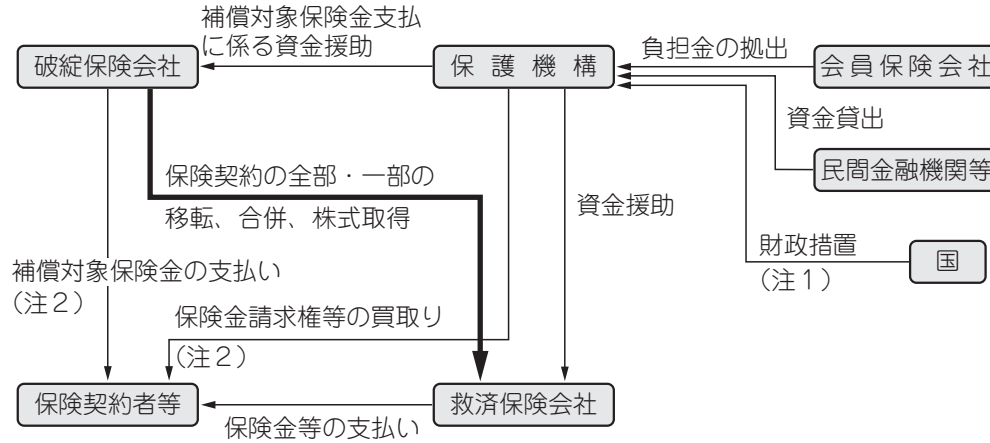 補償対象保険金支払
に係る資金援助
破綻保険会社
保護機構
負担金の拠出
会員保険会社
資金貸出
民間金融機関等
保険契約の全部・一部の
移転、合併、株式取得
資金援助
財政措置
（注１）
国
補償対象保険金の支払い
（注２）
保険金請求権等の買取り
（注２）
保険契約者等
救済保険会社
保険金等の支払い